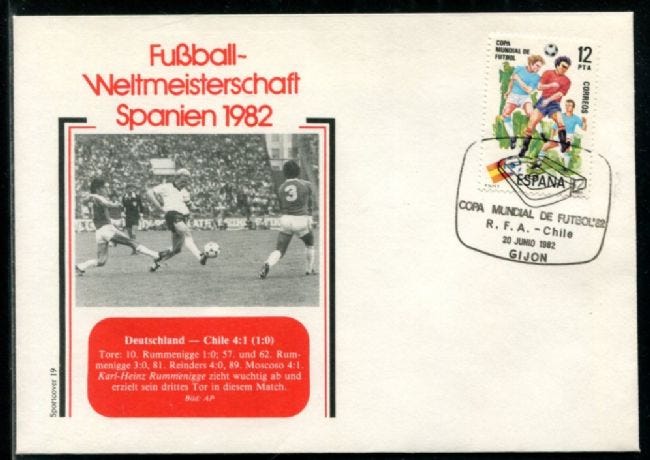 Fußball-
Weltmeisterschaft
Spanien 1982
3
Deutschland — Chile 4:1 (1:0)
Tore: 10. Rummenigge 1:0; 57. und 62. Rum-
menigge 3:0, 81. Reinders 4:0, 89. Moscoso 4:1.
Karl-Heinz Rummenigge zieht wuchtig ab und
erzielt sein drittes Tor in diesem Match.
Bild: AP
Sportscover 19
COPA
MUNDIAL DE
FUTBOL
12
PTA
CORREOS
ESPAÑA
COPA MUNDIAL DE FUTBOL'82
R.F.A. - Chile
20 JUNIO 1982
GIJON